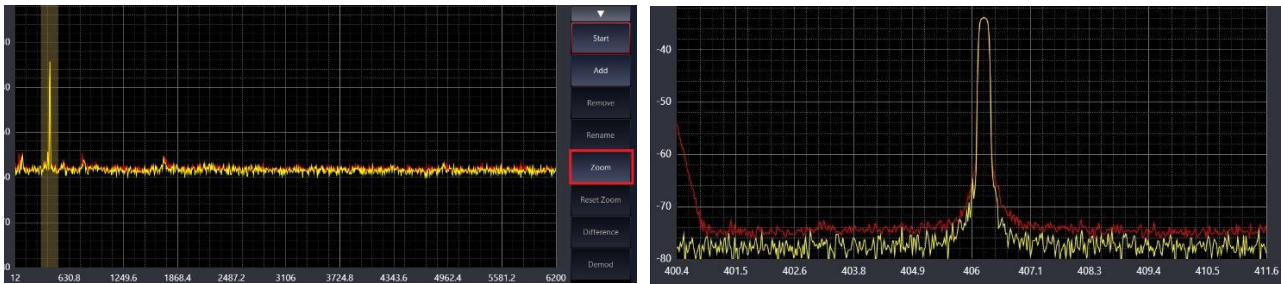 ▼
Start
Add
Remove
Rename
Zoom
Reset Zoom
Difference
Demod
12 630.8 1249.6 1868.4 2487.2 3106 3724.8 4343.6 4962.4 5581.2 6200
-40
-50
-60
-70
-80
400.4 401.5 402.6 403.8 404.9 406 407.1 408.3 409.4 410.5 411.6